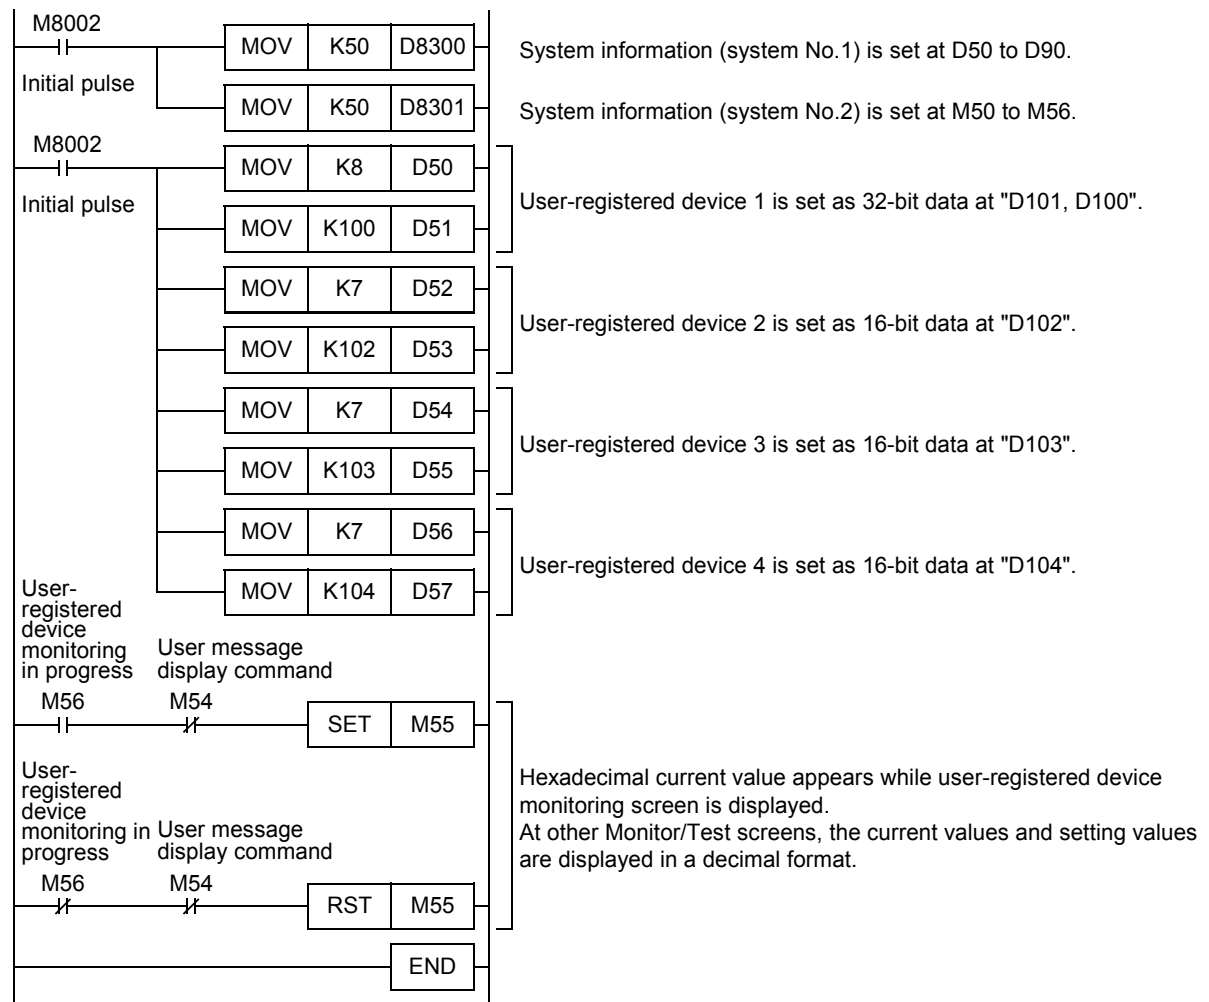 M8002
MOV K50 D8300
System information (system No.1) is set at D50 to D90.
Initial pulse
MOV K50 D8301
System information (system No.2) is set at M50 to M56.
M8002
MOV K8 D50
Initial pulse
User-registered device 1 is set as 32-bit data at "D101, D100".
MOV K100 D51
MOV K7 D52
User-registered device 2 is set as 16-bit data at "D102".
MOV K102 D53
MOV K7 D54
User-registered device 3 is set as 16-bit data at "D103".
MOV K103 D55
MOV K7 D56
User-registered device 4 is set as 16-bit data at "D104".
MOV K104 D57
User-
registered
device
monitoring
in progress
User message
display command
M56 M54
SET M55
User-
registered
device
monitoring in
progress
User message
display command
Hexadecimal current value appears while user-registered device
monitoring screen is displayed.
At other Monitor/Test screens, the current values and setting values
are displayed in a decimal format.
M56 M54
RST M55
END